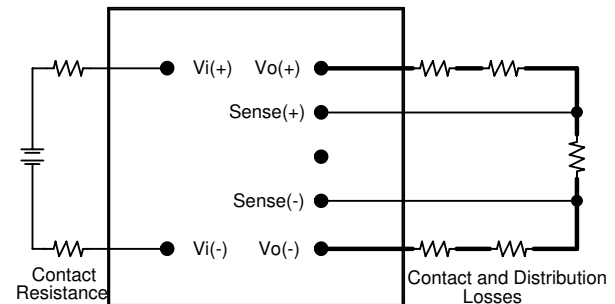 Vi(+) Vo(+)
Sense(+)
Sense(-)
Vi(-) Vo(-)
Contact
Resistance
Contact and Distribution
Losses